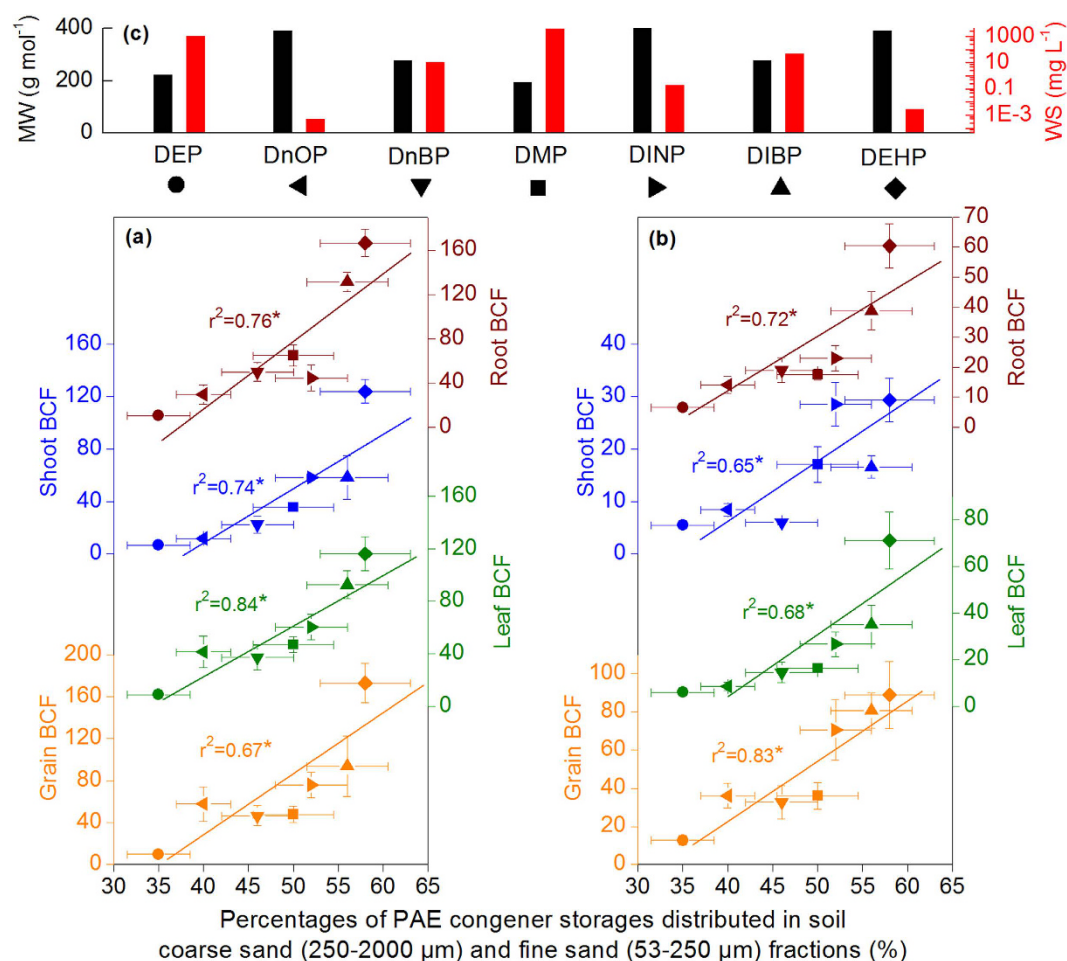 (c)
MW (g mol⁻¹)
400
200
0
1000
0.1
1E-3
WS (mg L⁻¹)
DEP DnOP DnBP DMP DINP DIBP DEHP
(a)
r²=0.76*
160
120
80
40
0
Root BCF
160
120
80
40
0
Shoot BCF
r²=0.74*
160
120
80
40
0
Leaf BCF
r²=0.84*
200
160
120
80
40
0
Grain BCF
r²=0.67*
30 35 40 45 50 55 60 65
(b)
r²=0.72*
70
60
50
40
30
20
10
0
Root BCF
40
30
20
10
0
Shoot BCF
r²=0.65*
80
60
40
20
0
Leaf BCF
r²=0.68*
100
80
60
40
20
0
Grain BCF
r²=0.83*
30 35 40 45 50 55 60 65
Percentages of PAE congener storages distributed in soil
coarse sand (250-2000 μm) and fine sand (53-250 μm) fractions (%)